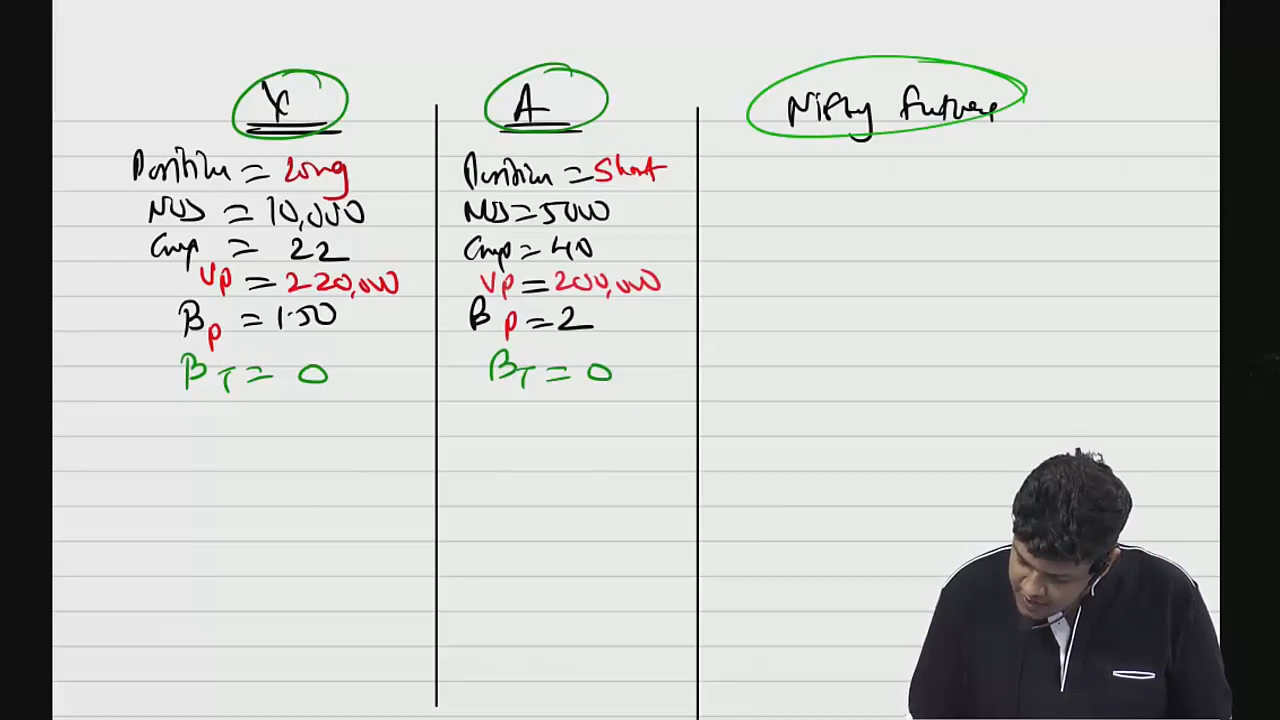 X
Position = Long
NOS = 10,000
Cmp = 22
Vp = 220,000
βp = 1.50
βT = 0
A
Position = Short
NOS = 5000
Cmp = 40
Vp = 200,000
βp = 2
βT = 0
Nifty Future